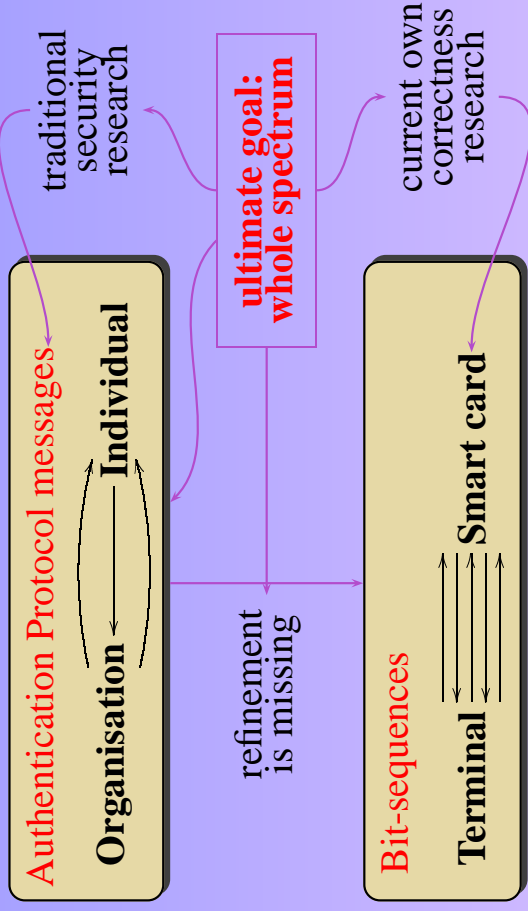 Authentication Protocol messages
Organisation
Individual
traditional
security
research
refinement
is missing
ultimate goal:
whole spectrum
Bit-sequences
Terminal
Smart card
current own
correctness
research